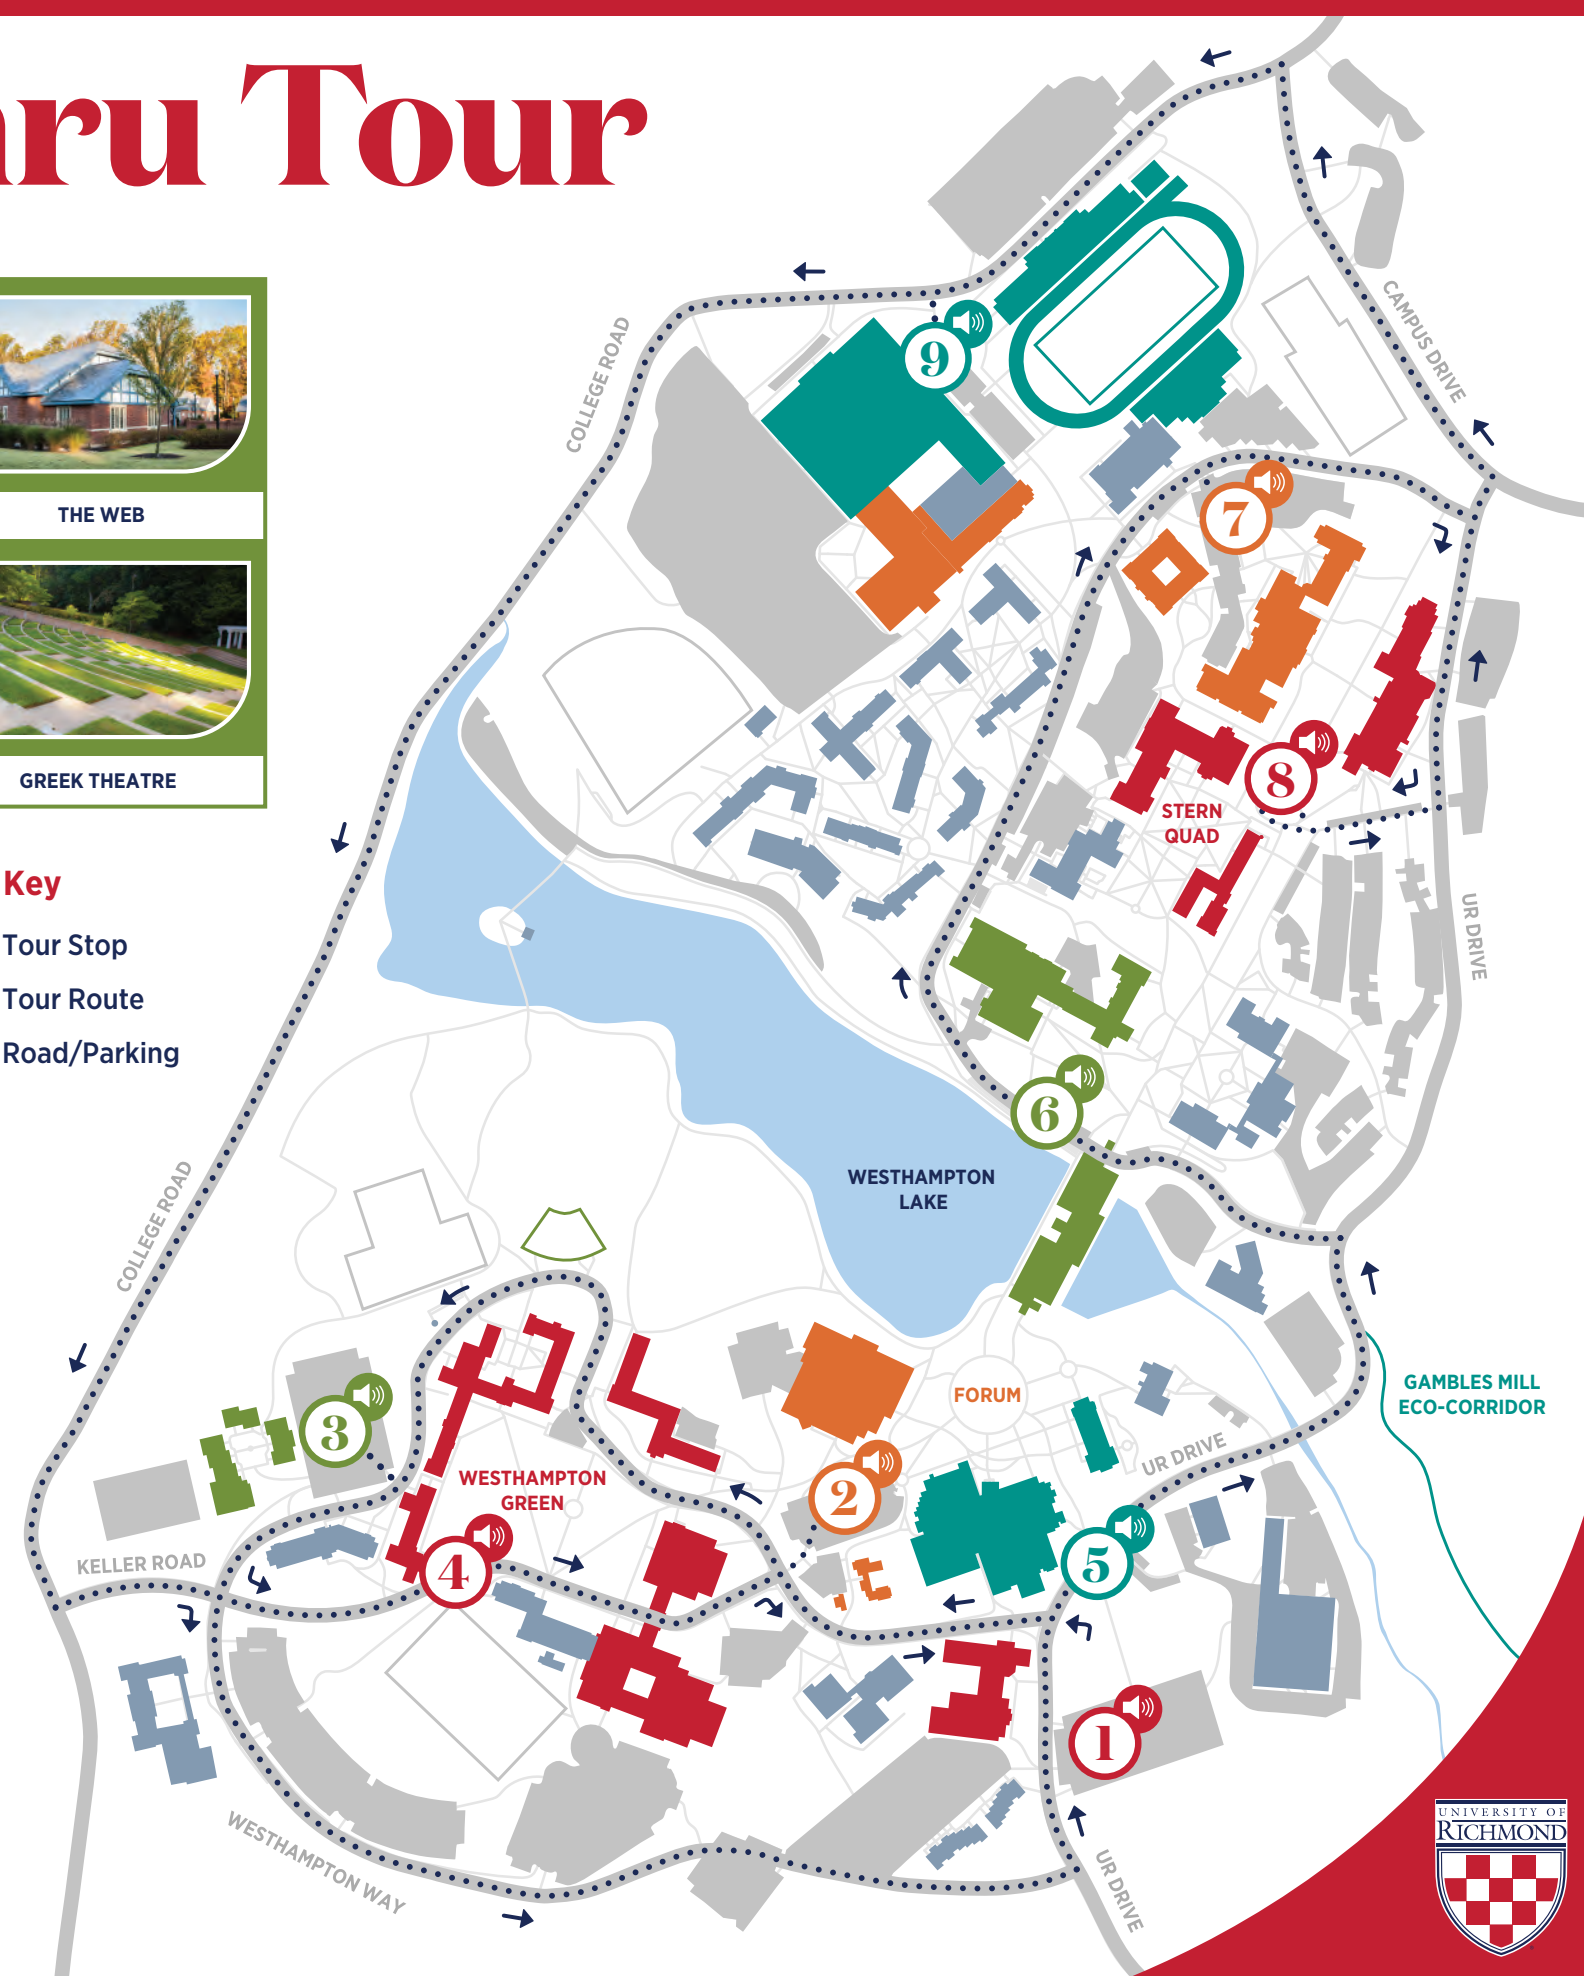 Tour
THE WEB
GREEK THEATRE
Key
Tour Stop
Tour Route
Road/Parking
COLLEGE ROAD
CAMPUS DRIVE
9
7
8
STERN
QUAD
UR DRIVE
6
WESTHAMPTON
LAKE
COLLEGE ROAD
GAMBLES MILL
ECO-CORRIDOR
FORUM
UR DRIVE
3
WESTHAMPTON
GREEN
2
4
5
KELLER ROAD
1
WESTHAMPTON WAY
UR DRIVE
UNIVERSITY OF
RICHMOND